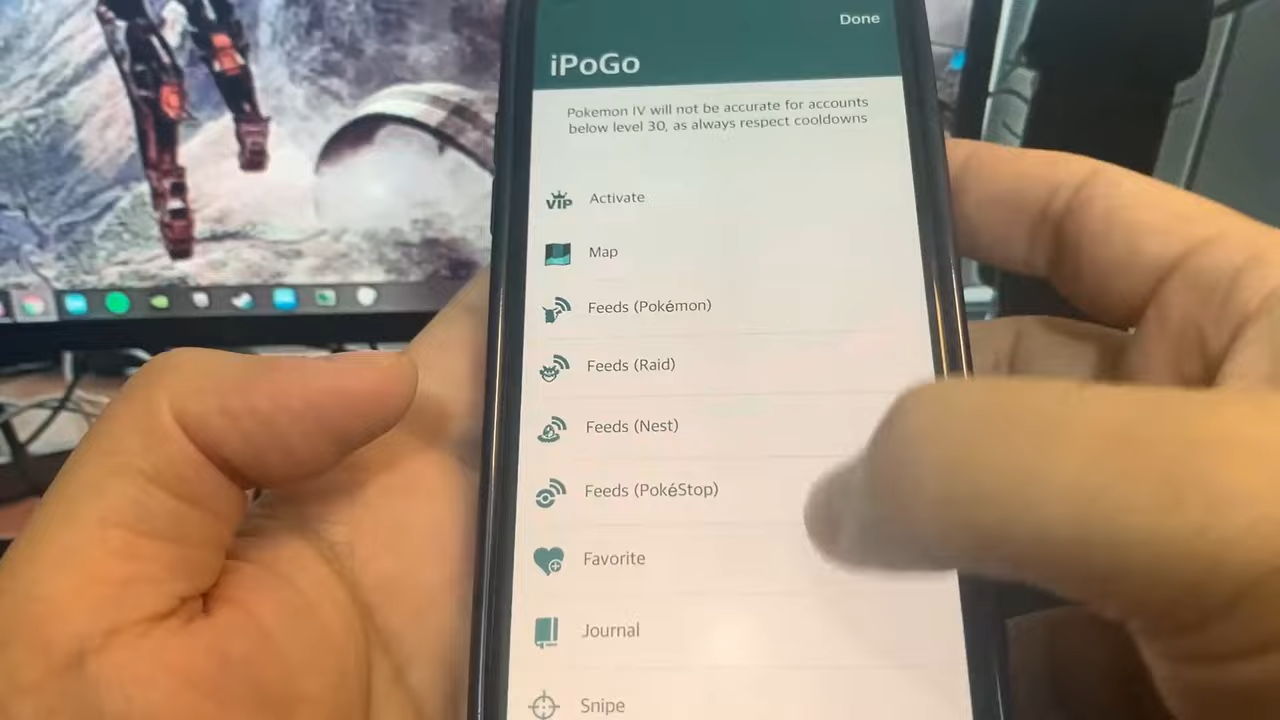 Done
iPoGo
Pokemon IV will not be accurate for accounts
below level 30, as always respect cooldowns
VIP Activate
Map
Feeds (Pokémon)
Feeds (Raid)
Feeds (Nest)
Feeds (PokéStop)
Favorite
Journal
Snipe